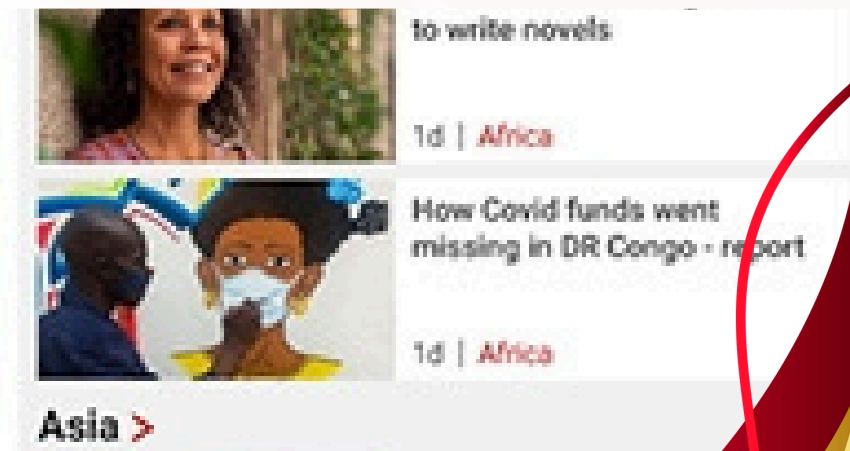 to write novels
1d | Africa
How Covid funds went
missing in DR Congo - report
1d | Africa
Asia >